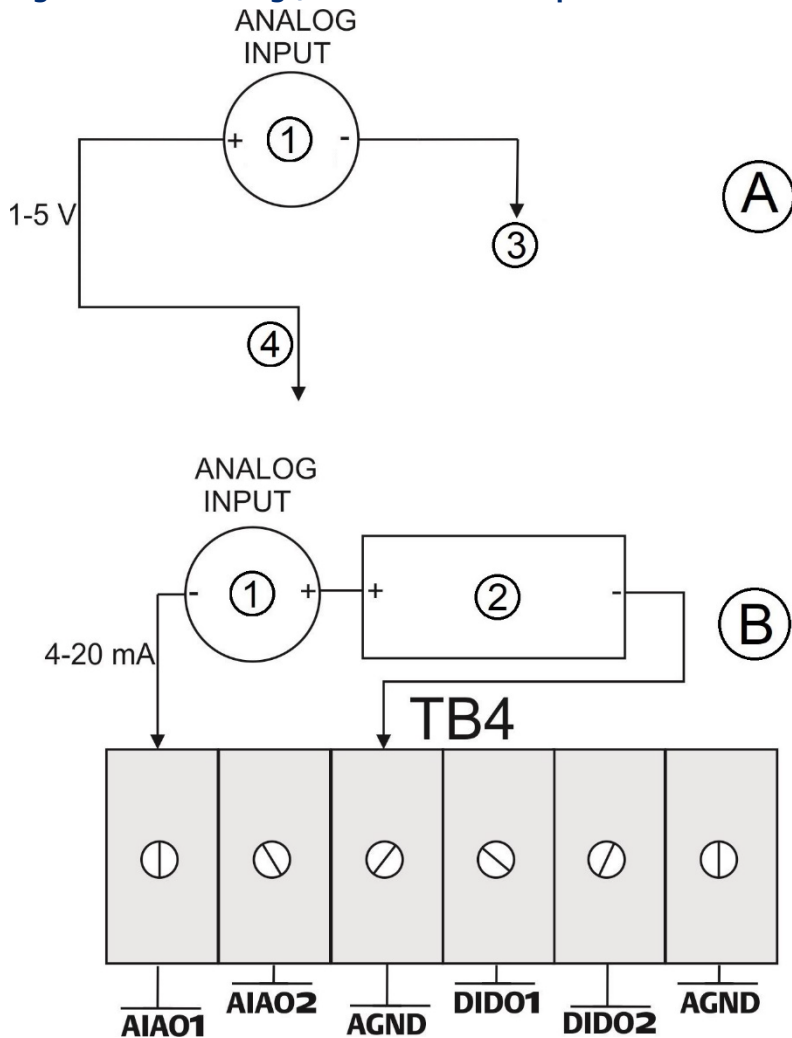 ANALOG
INPUT
+ 1 -
A
1-5 V
3
4
ANALOG
INPUT
- 1 + + 2 -
B
4-20 mA
TB4
AIAO1 AIAO2 AGND DIDO1 DIDO2 AGND